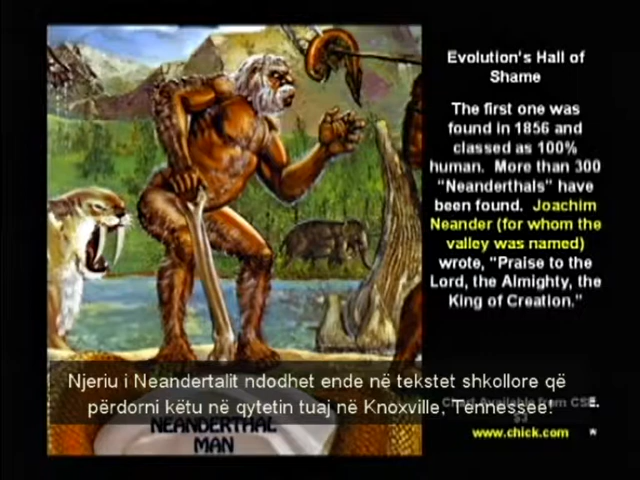 Evolution's Hall of
Shame
The first one was
found in 1856 and
classed as 100%
human. More than 300
"Neanderthals" have
been found. Joachim
Neander (for whom the
valley was named)
wrote, "Praise to the
Lord, the Almighty, the
King of Creation."
Njeriu i Neandertalit ndodhet ende në tekstet shkollore që
përdorni këtu në qytetin tuaj në Knoxville, Tennessee!
Available from CSE.
NEANDERTHAL
MAN
www.chick.com
*